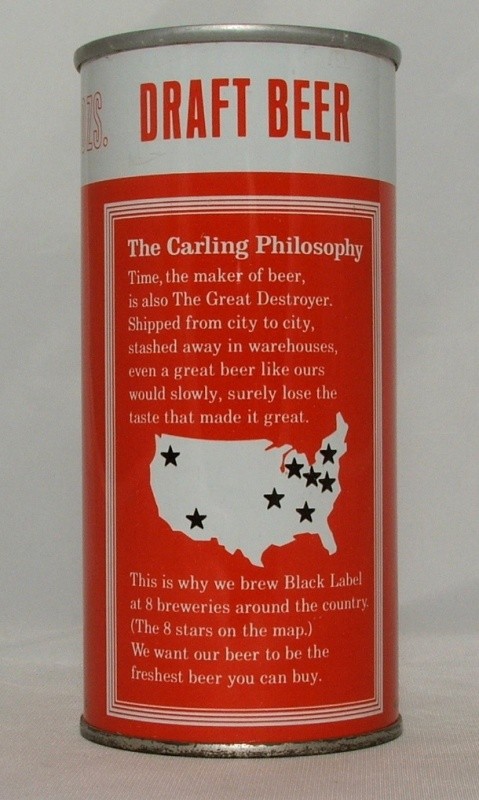 ZS.
DRAFT BEER
The Carling Philosophy
Time, the maker of beer,
is also The Great Destroyer.
Shipped from city to city,
stashed away in warehouses,
even a great beer like ours
would slowly, surely lose the
taste that made it great.
This is why we brew Black Label
at 8 breweries around the country.
(The 8 stars on the map.)
We want our beer to be the
freshest beer you can buy.